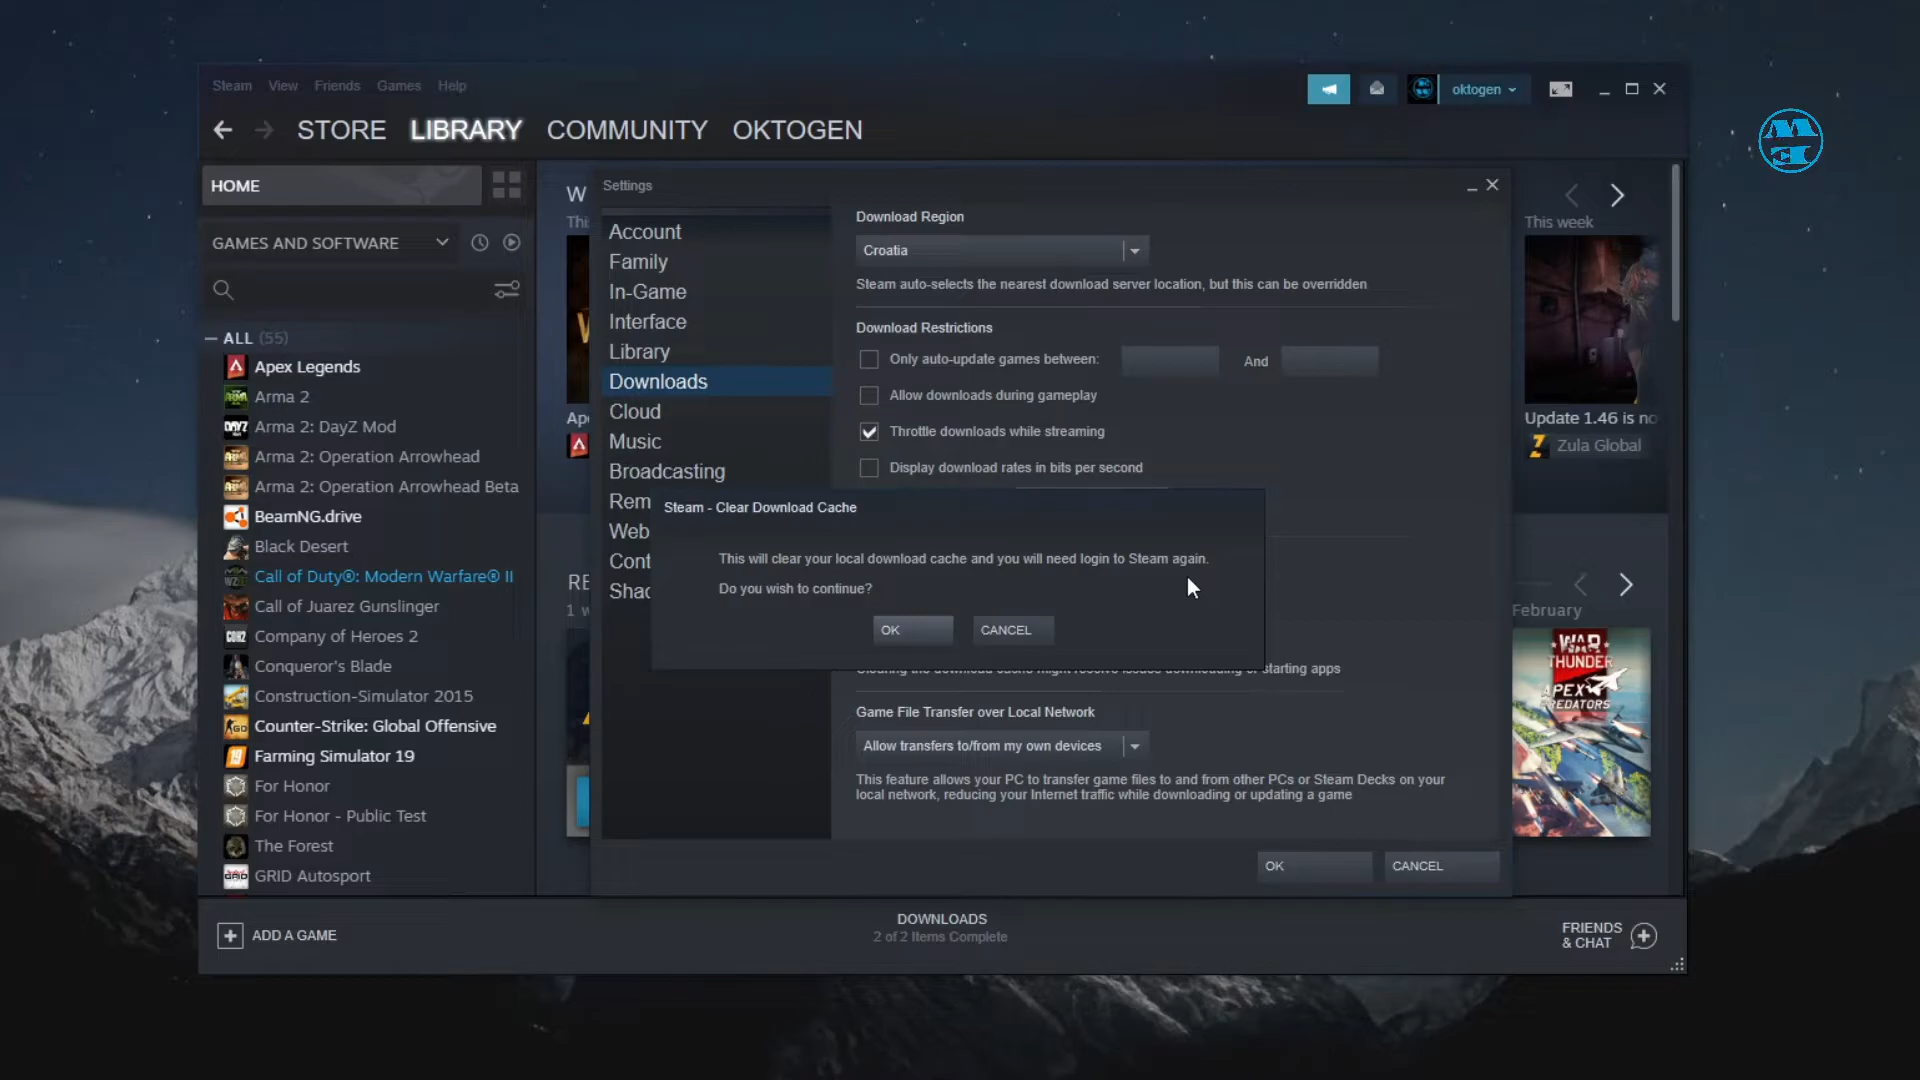 Steam View Friends Games Help
oktogen
STORE LIBRARY COMMUNITY OKTOGEN
HOME
GAMES AND SOFTWARE
ALL (55)
Apex Legends
Arma 2
Arma 2: DayZ Mod
Arma 2: Operation Arrowhead
Arma 2: Operation Arrowhead Beta
BeamNG.drive
Black Desert
Call of Duty®: Modern Warfare® II
Call of Juarez Gunslinger
Company of Heroes 2
Conqueror's Blade
Construction-Simulator 2015
Counter-Strike: Global Offensive
Farming Simulator 19
For Honor
For Honor - Public Test
The Forest
GRID Autosport
Settings
Account
Family
In-Game
Interface
Library
Downloads
Cloud
Music
Broadcasting
Rem
Web
Cont
Shad
Download Region
Croatia
Steam auto-selects the nearest download server location, but this can be overridden
Download Restrictions
Only auto-update games between: And
Allow downloads during gameplay
Throttle downloads while streaming
Display download rates in bits per second
Steam - Clear Download Cache
This will clear your local download cache and you will need login to Steam again.
Do you wish to continue?
OK CANCEL
Clearing the download cache might resolve issues downloading or starting apps
Game File Transfer over Local Network
Allow transfers to/from my own devices
This feature allows your PC to transfer game files to and from other PCs or Steam Decks on your
local network, reducing your Internet traffic while downloading or updating a game
OK CANCEL
This week
Update 1.46 is no
Zula Global
February
WAR
THUNDER
APEX
PREDATORS
ADD A GAME
DOWNLOADS
2 of 2 Items Complete
FRIENDS
& CHAT